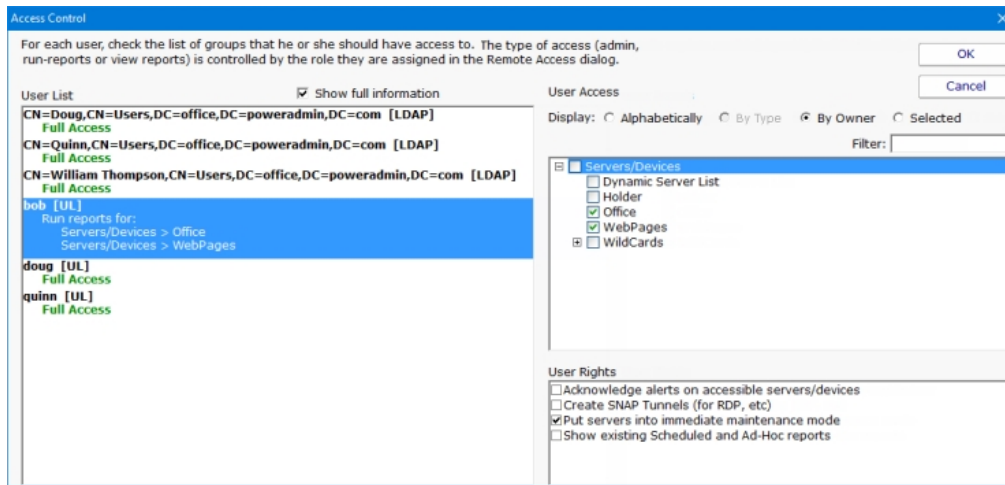 Access Control
For each user, check the list of groups that he or she should have access to. The type of access (admin,
run-reports or view reports) is controlled by the role they are assigned in the Remote Access dialog.
OK
Cancel
User List
Show full information
CN=Doug,CN=Users,DC=office,DC=poweradmin,DC=com [LDAP]
Full Access
CN=Quinn,CN=Users,DC=office,DC=poweradmin,DC=com [LDAP]
Full Access
CN=William Thompson,CN=Users,DC=office,DC=poweradmin,DC=com [LDAP]
Full Access
bob [UL]
Run reports for:
Servers/Devices > Office
Servers/Devices > WebPages
doug [UL]
Full Access
quinn [UL]
Full Access
User Access
Display: Alphabetically By Type By Owner Selected
Filter:
Servers/Devices
Dynamic Server List
Holder
Office
WebPages
WildCards
User Rights
Acknowledge alerts on accessible servers/devices
Create SNAP Tunnels (for RDP, etc)
Put servers into immediate maintenance mode
Show existing Scheduled and Ad-Hoc reports